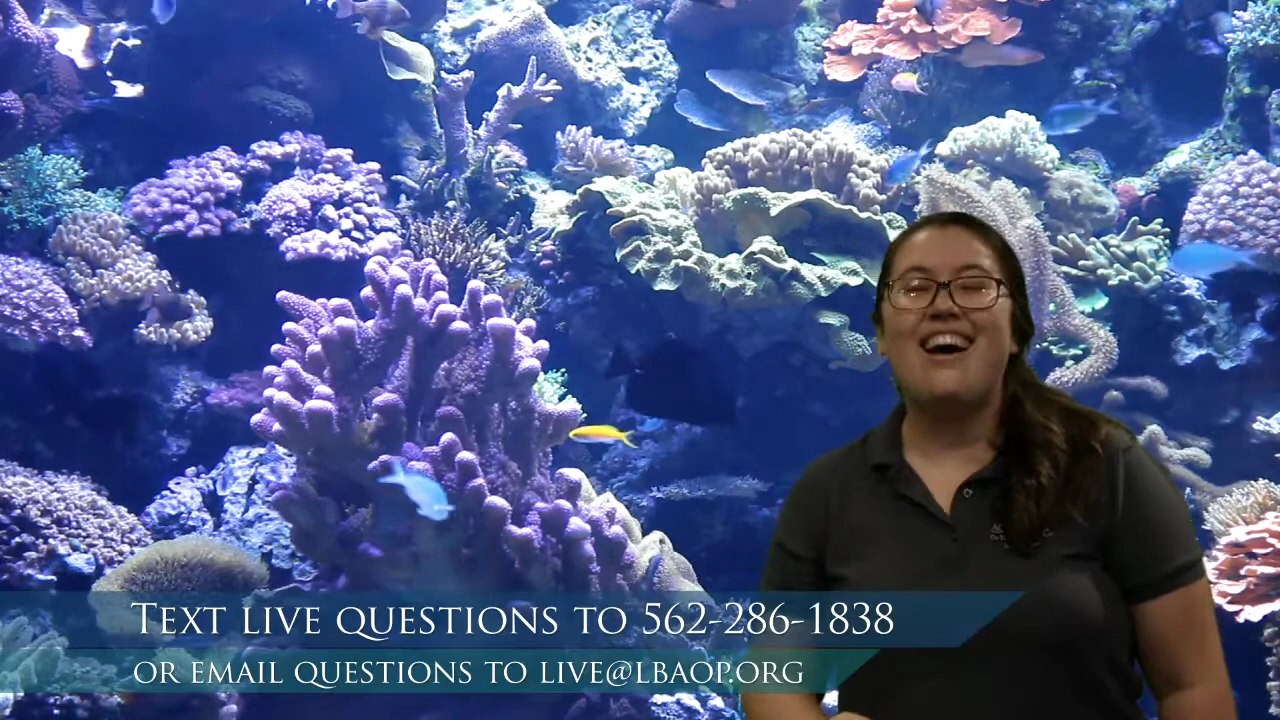 Text live questions to 562-286-1838
or email questions to live@lbaop.org